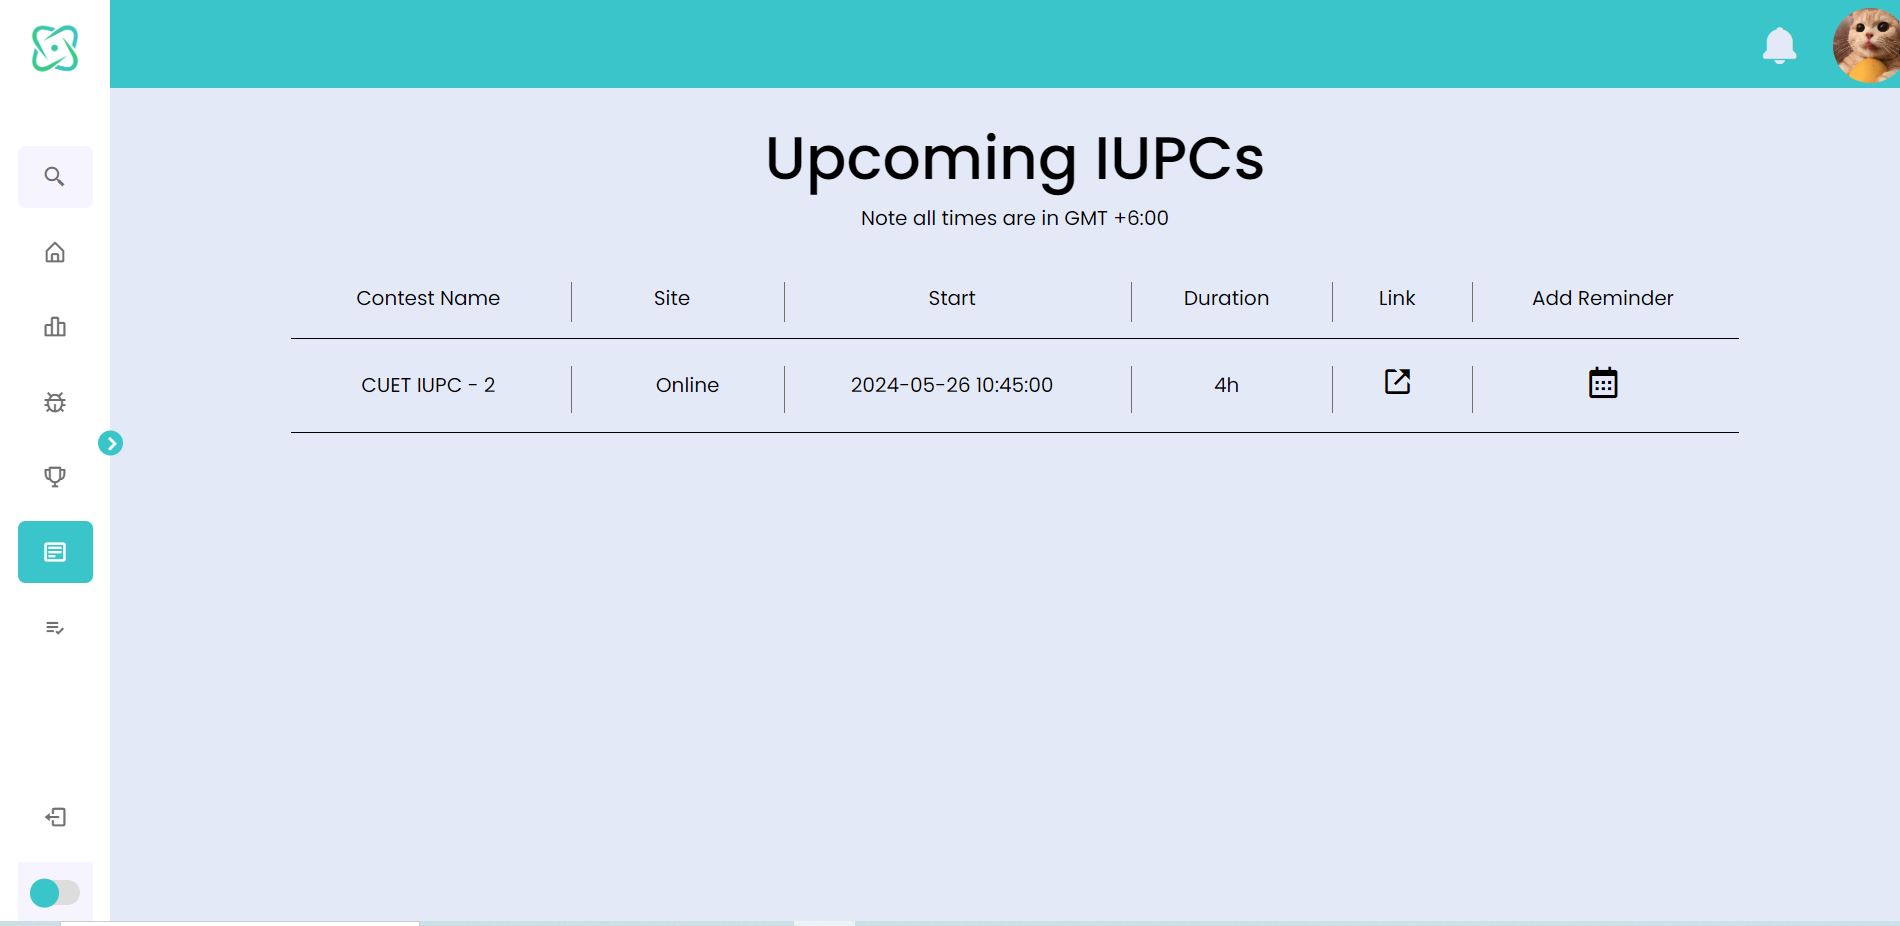 Upcoming IUPCs
Note all times are in GMT +6:00
Contest Name Site Start Duration Link Add Reminder
CUET IUPC - 2 Online 2024-05-26 10:45:00 4h